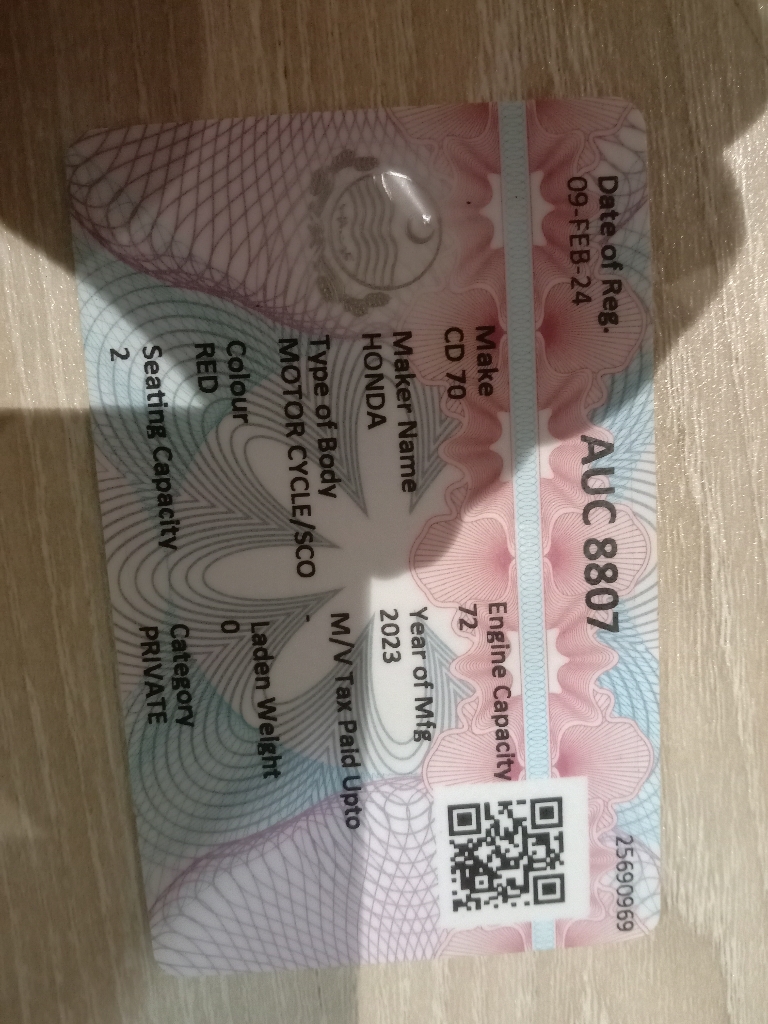 Date of Reg.
09-FEB-24
AUC 8807
25690969
Make
CD 70
Engine Capacity
72
Maker Name
HONDA
Year of Mfg
2023
Type of Body
MOTOR CYCLE/SCO
M/V Tax Paid Upto
-
Colour
RED
Laden Weight
0
Seating Capacity
2
Category
PRIVATE